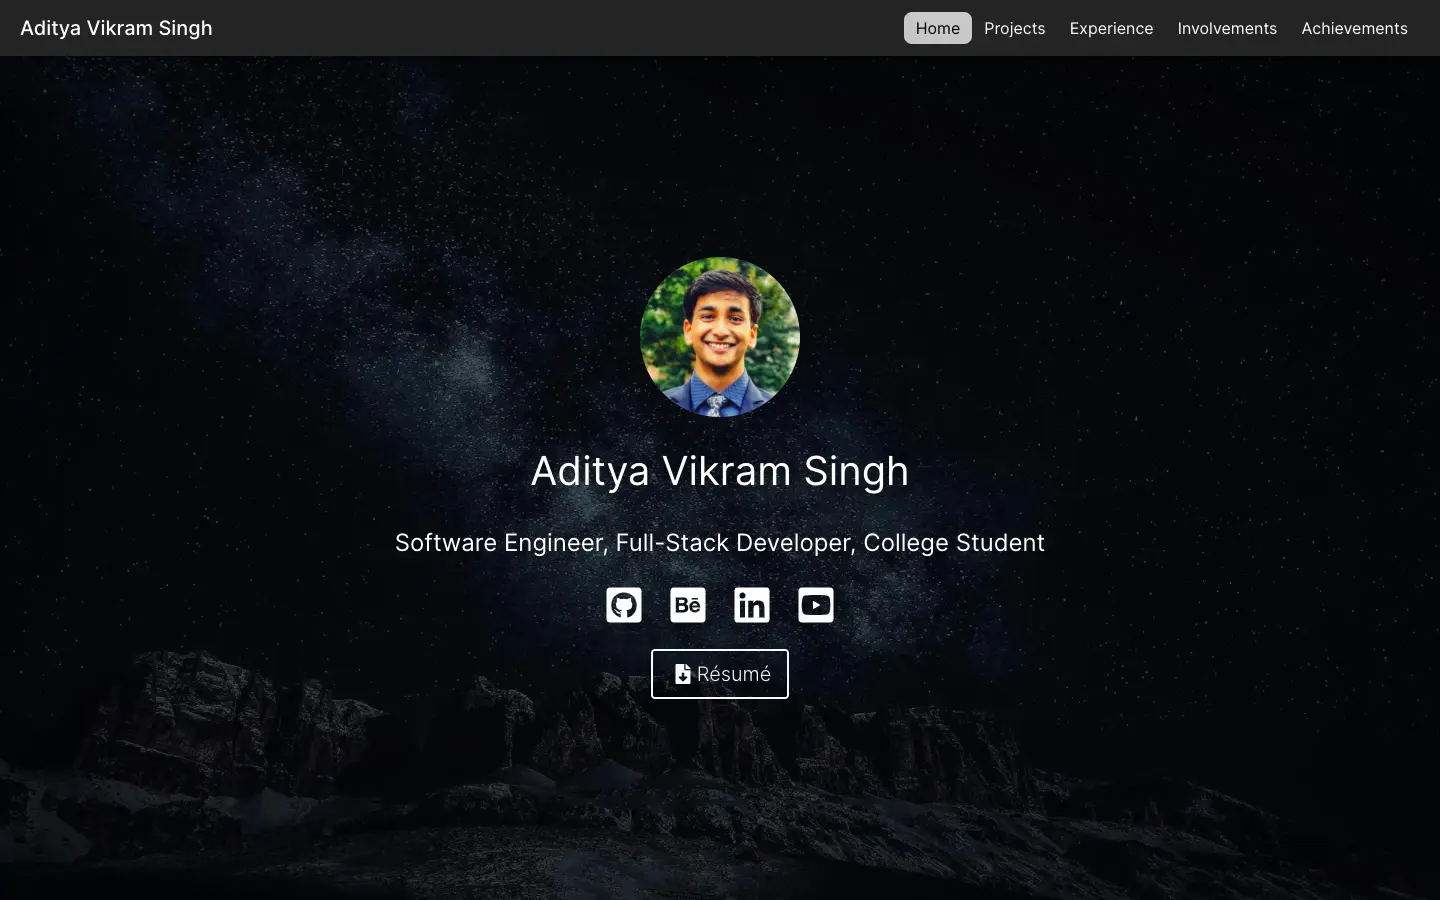 Aditya Vikram Singh
Home Projects Experience Involvements Achievements
Aditya Vikram Singh
Software Engineer, Full-Stack Developer, College Student
Bē in
Résumé